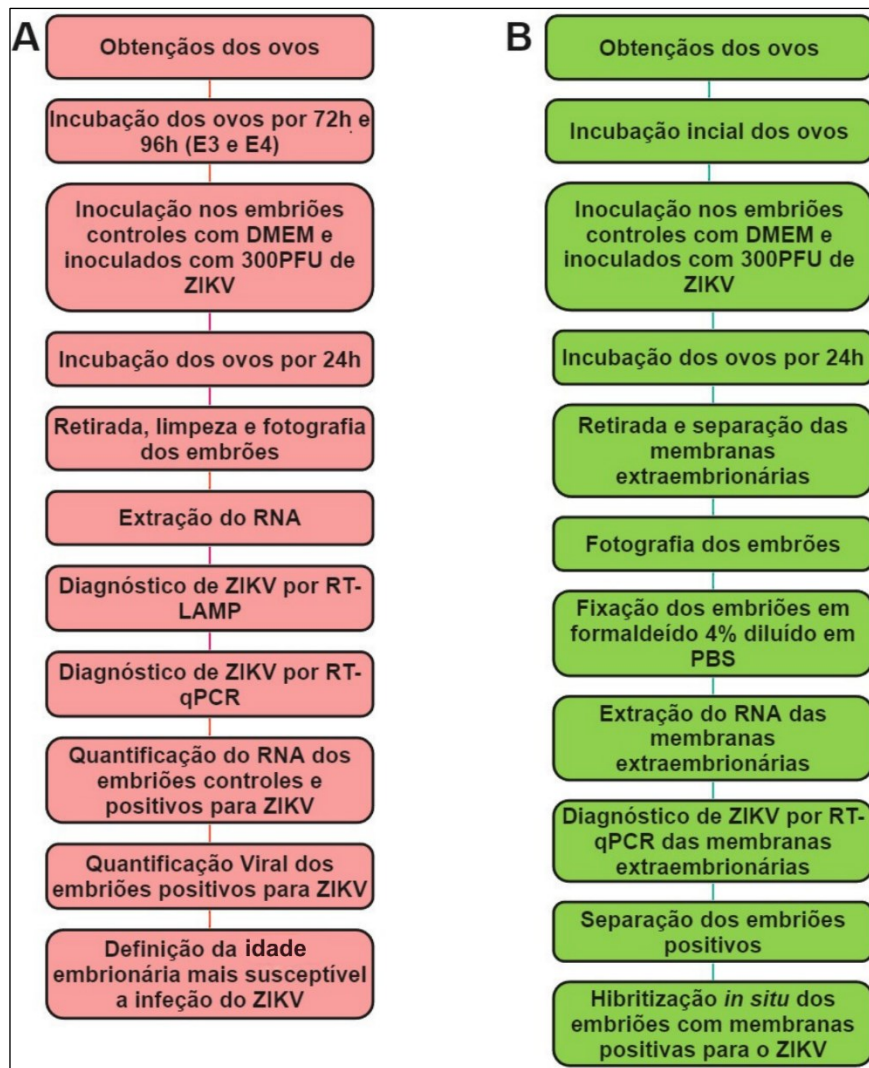 A
Obtençãos dos ovos
Incubação dos ovos por 72h e
96h (E3 e E4)
Inoculação nos embriões
controles com DMEM e
inoculados com 300PFU de
ZIKV
Incubação dos ovos por 24h
Retirada, limpeza e fotografia
dos embrões
Extração do RNA
Diagnóstico de ZIKV por RT-
LAMP
Diagnóstico de ZIKV por RT-
qPCR
Quantificação do RNA dos
embriões controles e
positivos para ZIKV
Quantificação Viral dos
embriões positivos para ZIKV
Definição da idade
embrionária mais susceptível
a infeção do ZIKV
B
Obtençãos dos ovos
Incubação incial dos ovos
Inoculação nos embriões
controles com DMEM e
inoculados com 300PFU de
ZIKV
Incubação dos ovos por 24h
Retirada e separação das
membranas
extraembrionárias
Fotografia dos embrões
Fixação dos embriões em
formaldeído 4% diluído em
PBS
Extração do RNA das
membranas
extraembrionárias
Diagnóstico de ZIKV por RT-
qPCR das membranas
extraembrionárias
Separação dos embriões
positivos
Hibritização in situ dos
embriões com membranas
positivas para o ZIKV